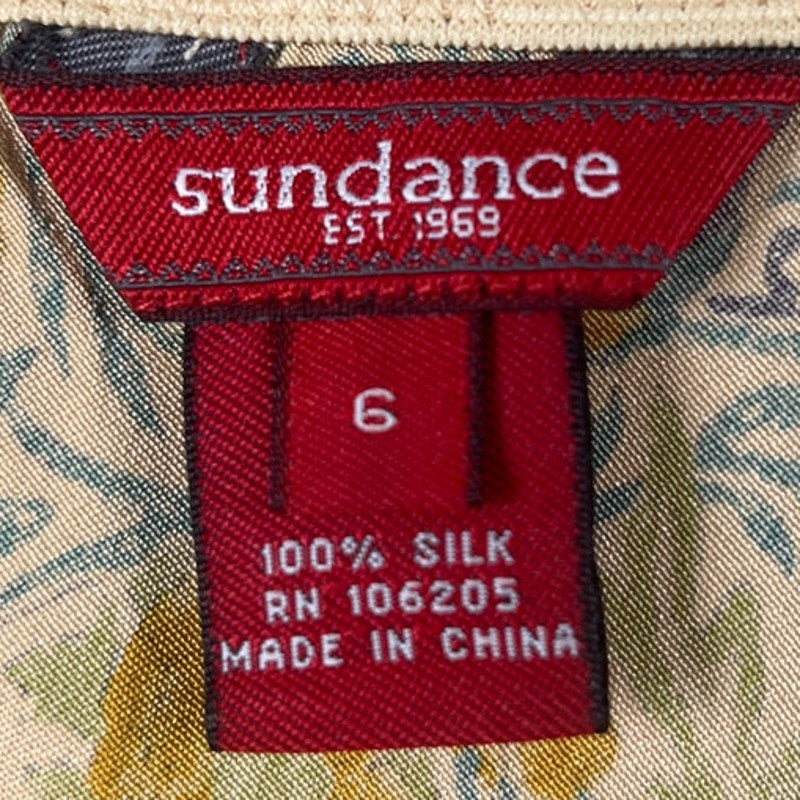 sundance
EST. 1969
6
100% SILK
RN 106205
MADE IN CHINA